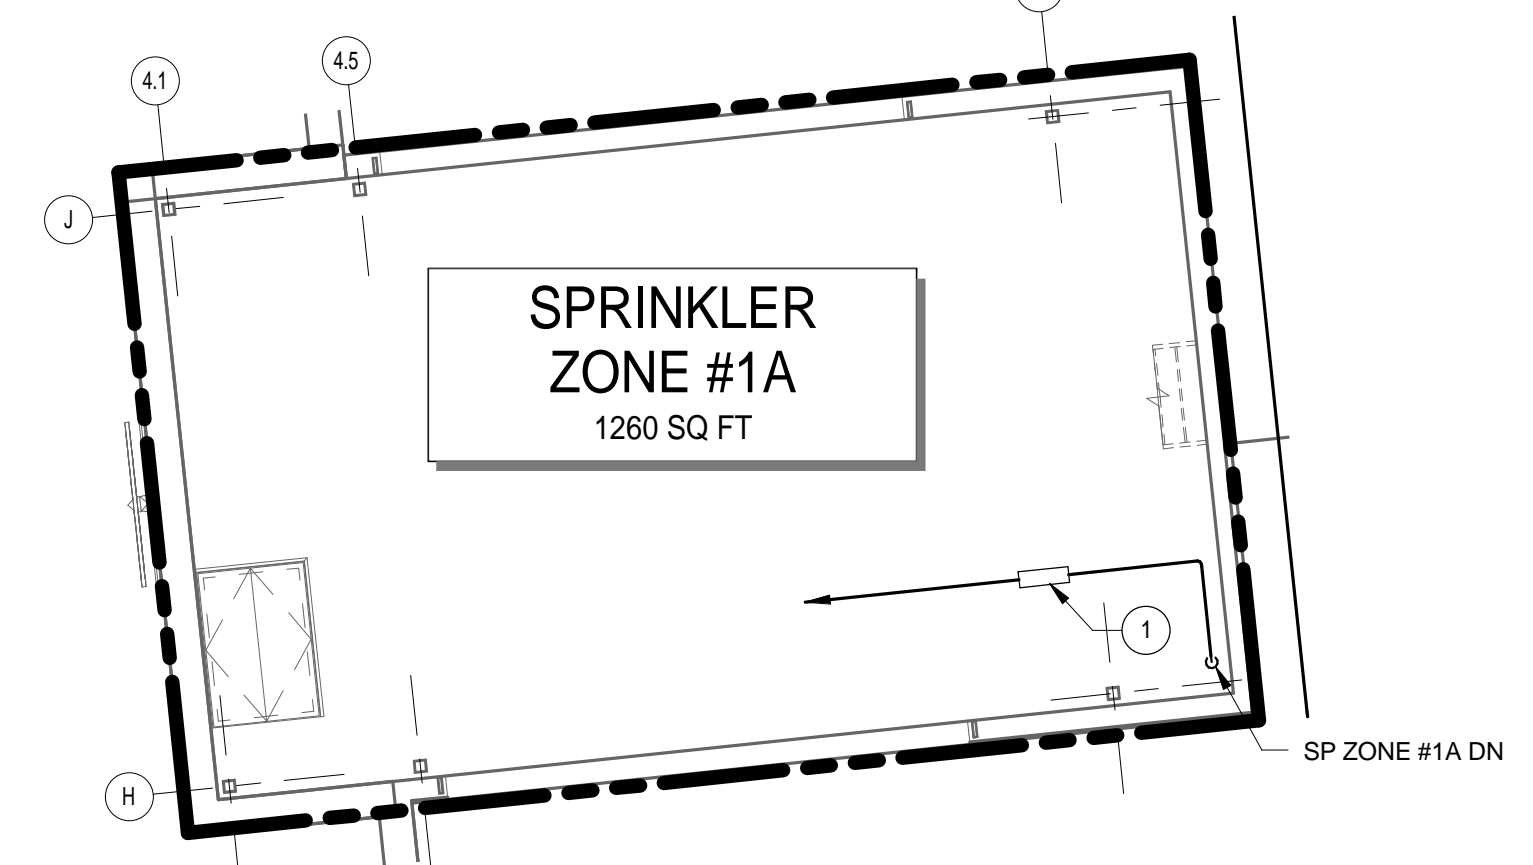 4.5
4.1
J
SPRINKLER
ZONE #1A
1260 SQ FT
1
SP ZONE #1A DN
H